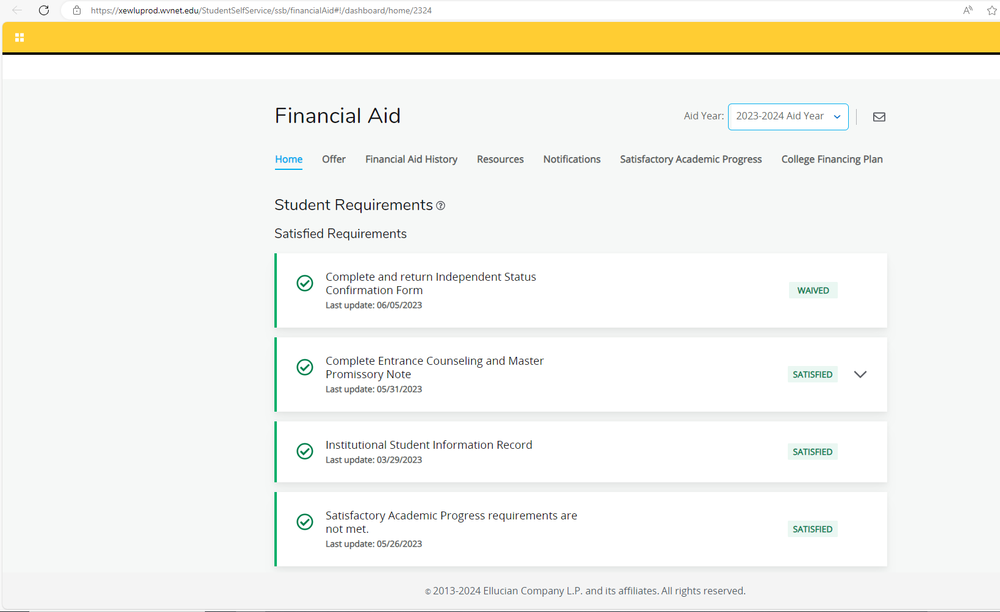 https://xewluprod.wvnet.edu/StudentSelfService/ssb/financialAid#!/dashboard/home/2324
Financial Aid
Aid Year: 2023-2024 Aid Year
Home Offer Financial Aid History Resources Notifications Satisfactory Academic Progress College Financing Plan
Student Requirements
Satisfied Requirements
Complete and return Independent Status
Confirmation Form
Last update: 06/05/2023
WAIVED
Complete Entrance Counseling and Master
Promissory Note
Last update: 05/31/2023
SATISFIED
Institutional Student Information Record
Last update: 03/29/2023
SATISFIED
Satisfactory Academic Progress requirements are
not met.
Last update: 05/26/2023
SATISFIED
© 2013-2024 Ellucian Company L.P. and its affiliates. All rights reserved.